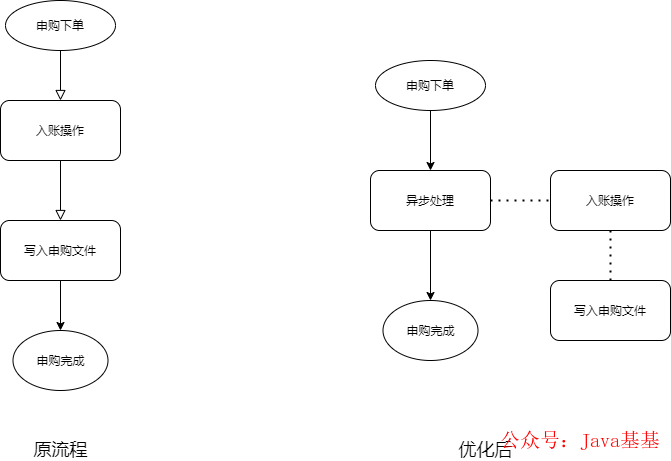 申购下单
入账操作
写入申购文件
申购完成
原流程
申购下单
异步处理
入账操作
写入申购文件
申购完成
优化后
公众号：Java基基